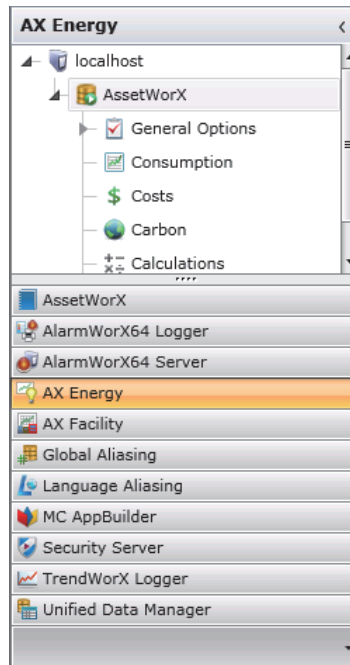 AX Energy
localhost
AssetWorX
General Options
Consumption
Costs
Carbon
Calculations
AssetWorX
AlarmWorX64 Logger
AlarmWorX64 Server
AX Energy
AX Facility
Global Aliasing
Language Aliasing
MC AppBuilder
Security Server
TrendWorX Logger
Unified Data Manager